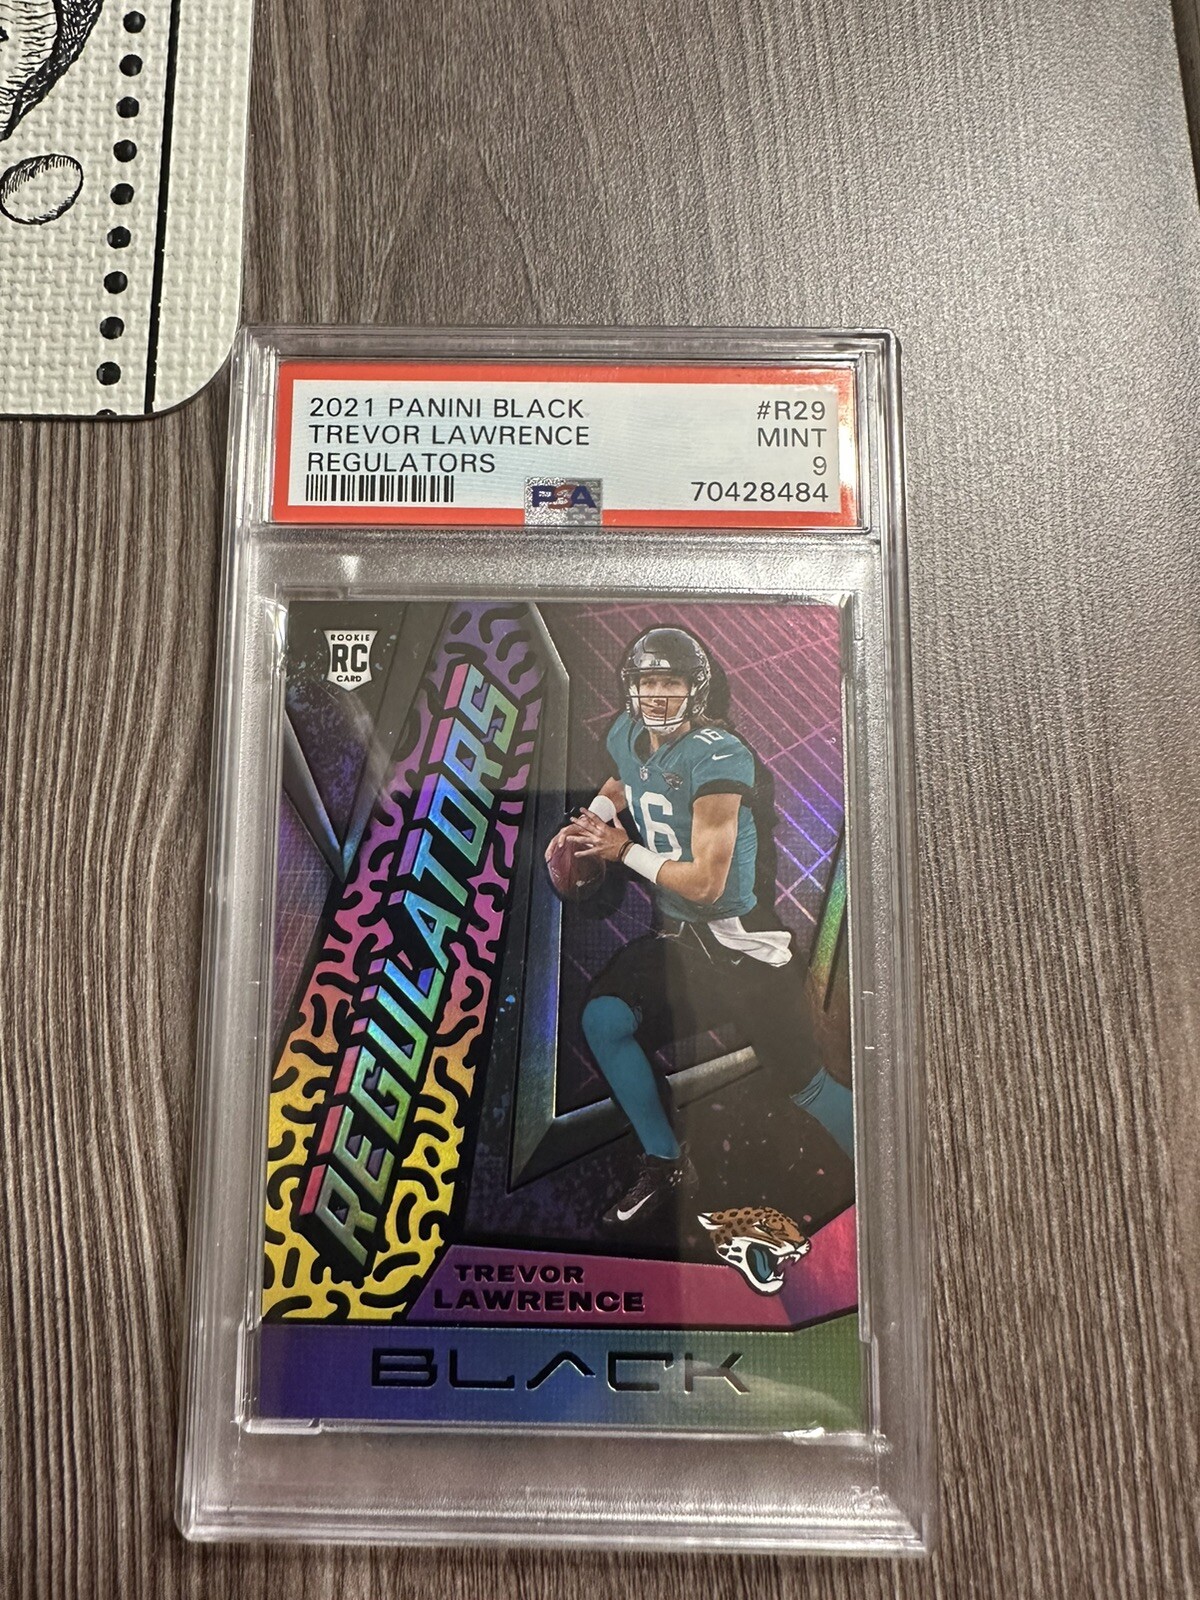 2021 PANINI BLACK #R29
TREVOR LAWRENCE MINT
REGULATORS 9
PSA 70428484
ROOKIE
RC
CARD
REGULATORS
16
16
TREVOR
LAWRENCE
BLACK